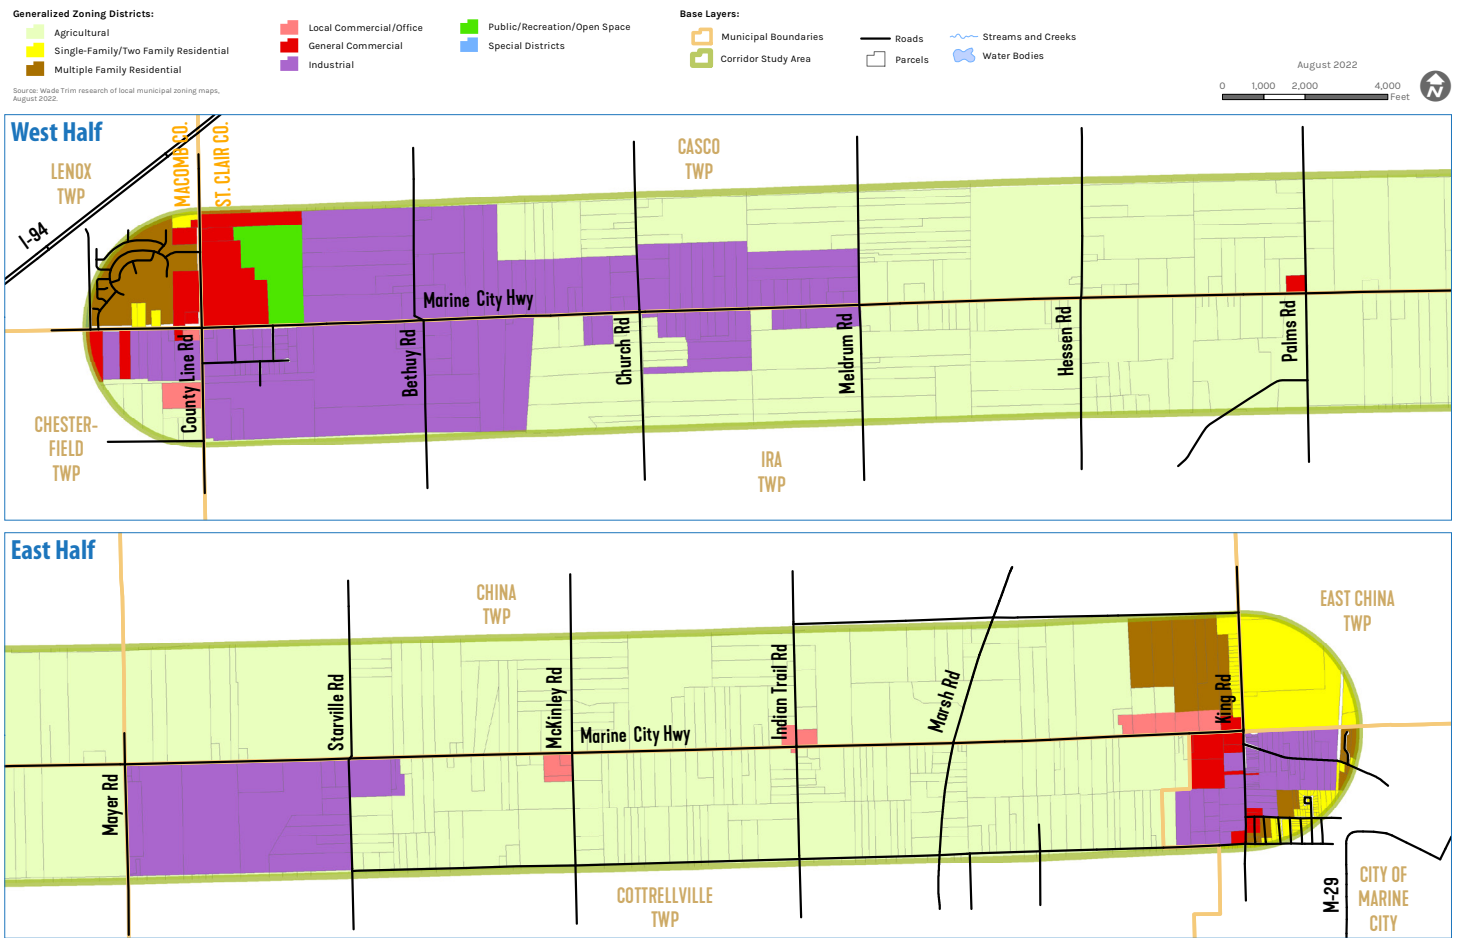 Generalized Zoning Districts:
Agricultural
Single-Family/Two Family Residential
Multiple Family Residential
Local Commercial/Office
General Commercial
Industrial
Public/Recreation/Open Space
Special Districts
Base Layers:
Municipal Boundaries
Corridor Study Area
Roads
Parcels
Streams and Creeks
Water Bodies
Source: Wade Trim research of local municipal zoning maps,
August 2022.
August 2022
0 1,000 2,000 4,000
Feet
N
West Half
LENOX
TWP
MACOMB CO.
ST. CLAIR CO.
I-94
CASCO
TWP
Marine City Hwy
County Line Rd
Bethuy Rd
Church Rd
Meldrum Rd
Hessen Rd
Palms Rd
CHESTER-
FIELD
TWP
IRA
TWP
East Half
CHINA
TWP
EAST CHINA
TWP
Mayer Rd
Starville Rd
McKinley Rd
Marine City Hwy
Indian Trail Rd
Marsh Rd
King Rd
COTTRELLVILLE
TWP
M-29
CITY OF
MARINE
CITY